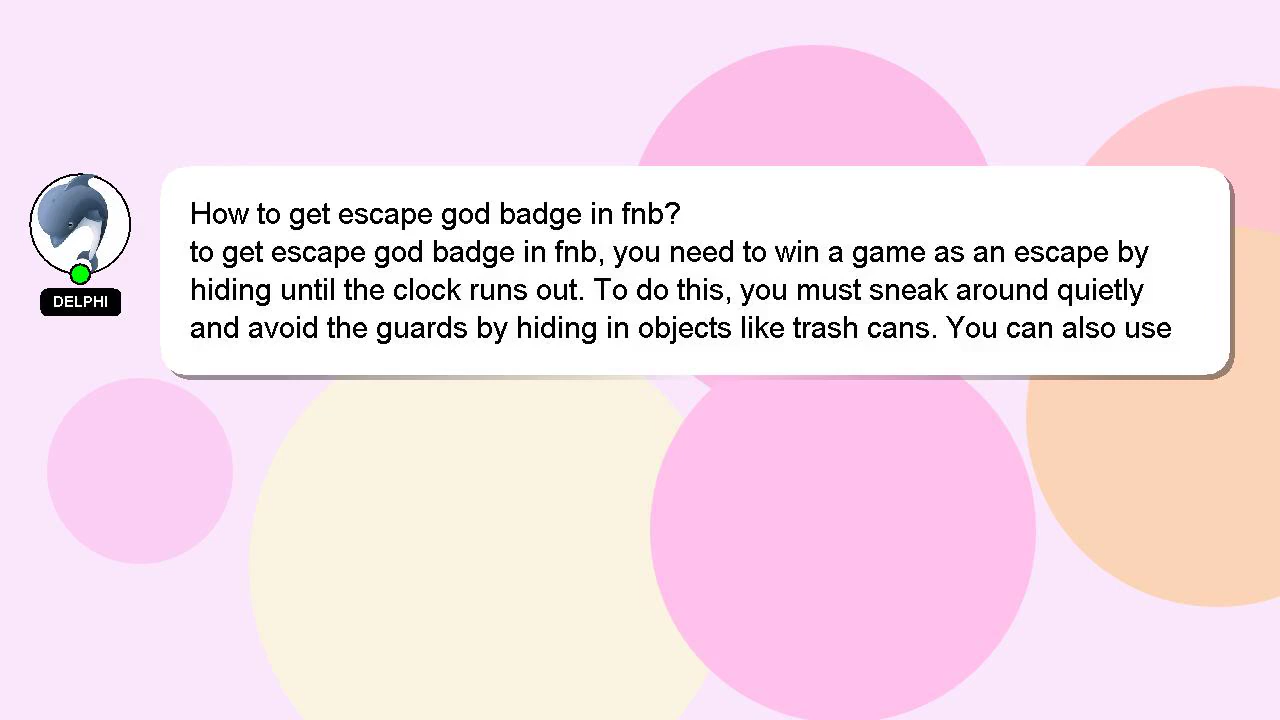 How to get escape god badge in fnb?
to get escape god badge in fnb, you need to win a game as an escape by
hiding until the clock runs out. To do this, you must sneak around quietly
and avoid the guards by hiding in objects like trash cans. You can also use
DELPHI